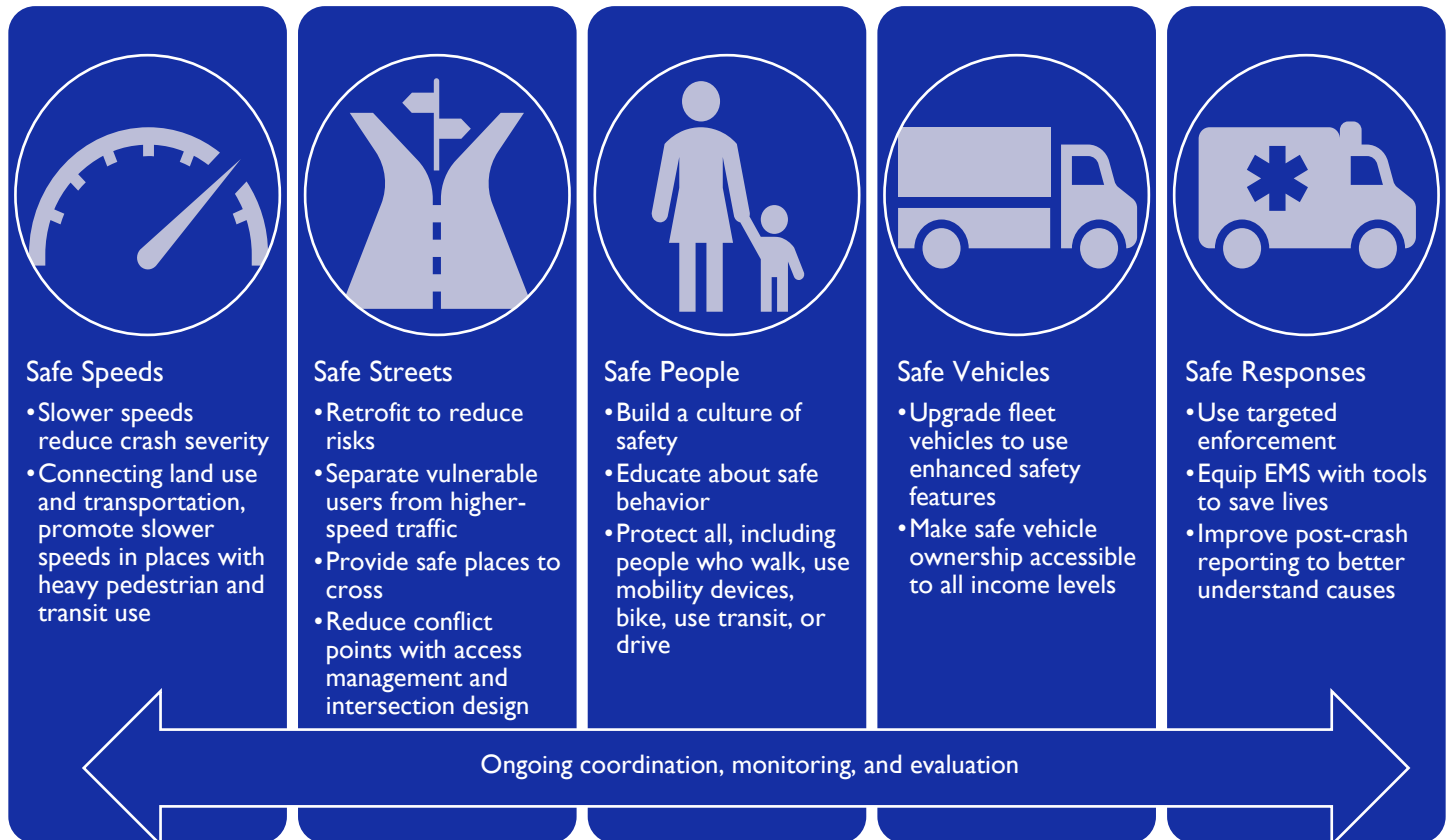 Safe Speeds
•Slower speeds
reduce crash severity
•Connecting land use
and transportation,
promote slower
speeds in places with
heavy pedestrian and
transit use
Safe Streets
•Retrofit to reduce
risks
•Separate vulnerable
users from higher-
speed traffic
•Provide safe places to
cross
•Reduce conflict
points with access
management and
intersection design
Safe People
•Build a culture of
safety
•Educate about safe
behavior
•Protect all, including
people who walk, use
mobility devices,
bike, use transit, or
drive
Safe Vehicles
•Upgrade fleet
vehicles to use
enhanced safety
features
•Make safe vehicle
ownership accessible
to all income levels
Safe Responses
•Use targeted
enforcement
•Equip EMS with tools
to save lives
•Improve post-crash
reporting to better
understand causes
Ongoing coordination, monitoring, and evaluation